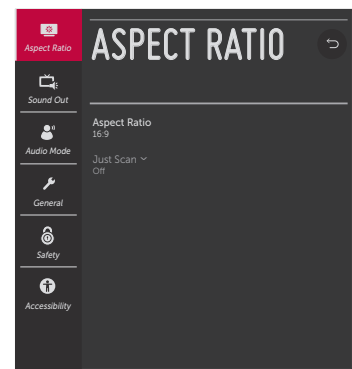 Aspect Ratio
ASPECT RATIO
Sound Out
Audio Mode
General
Safety
Accessibility
Aspect Ratio
16:9
Just Scan
Off